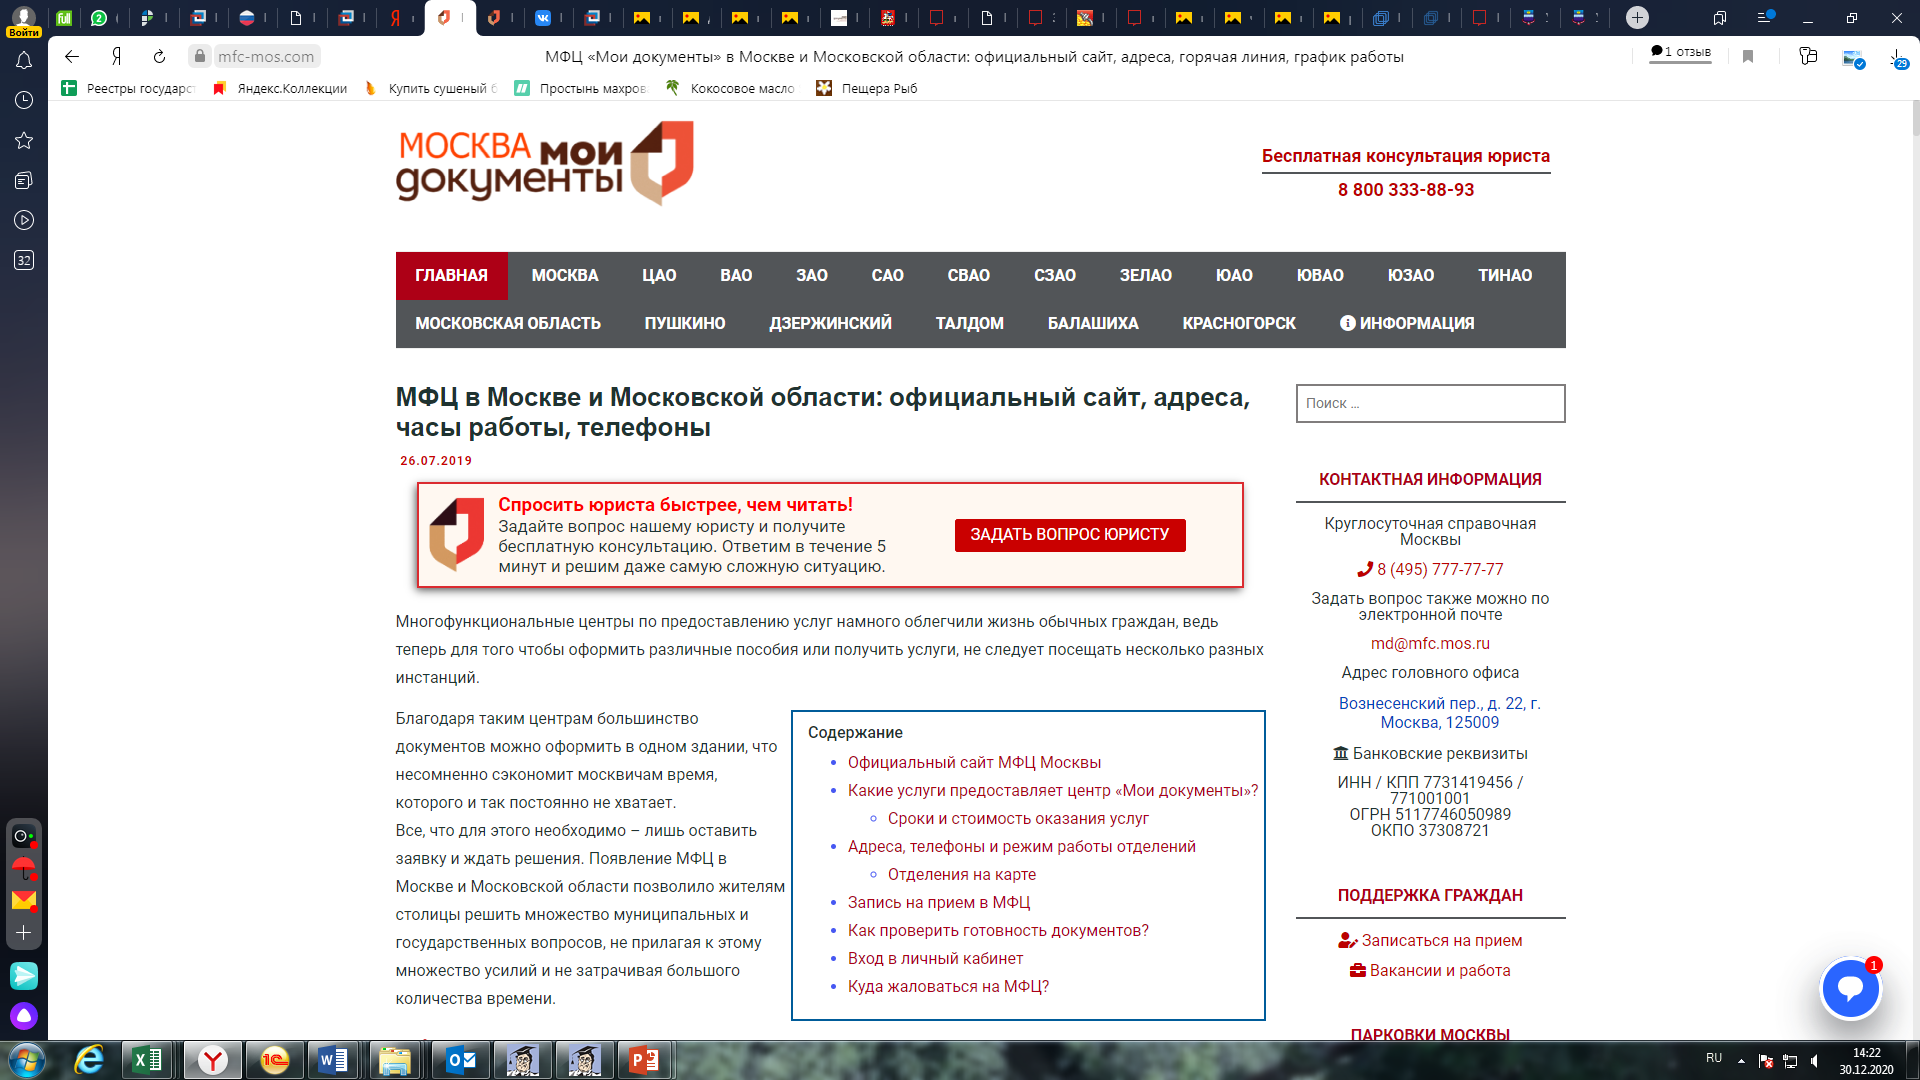 Войти
mfc-mos.com
МФЦ «Мои документы» в Москве и Московской области: официальный сайт, адреса, горячая линия, график работы
1 отзыв
29
Реестры государст
Яндекс.Коллекции
Купить сушеный б
Простынь махров
Кокосовое масло
Пещера Рыб
32
МОСКВА мои
документы
Бесплатная консультация юриста
8 800 333-88-93
ГЛАВНАЯ МОСКВА ЦАО ВАО ЗАО САО СВАО СЗАО ЗЕЛАО ЮАО ЮВАО ЮЗАО ТИНАО
МОСКОВСКАЯ ОБЛАСТЬ ПУШКИНО ДЗЕРЖИНСКИЙ ТАЛДОМ БАЛАШИХА КРАСНОГОРСК ИНФОРМАЦИЯ
МФЦ в Москве и Московской области: официальный сайт, адреса,
часы работы, телефоны
26.07.2019
Спросить юриста быстрее, чем читать!
Задайте вопрос нашему юристу и получите
бесплатную консультацию. Ответим в течение 5
минут и решим даже самую сложную ситуацию.
ЗАДАТЬ ВОПРОС ЮРИСТУ
Многофункциональные центры по предоставлению услуг намного облегчили жизнь обычных граждан, ведь
теперь для того чтобы оформить различные пособия или получить услуги, не следует посещать несколько разных
инстанций.
Благодаря таким центрам большинство
документов можно оформить в одном здании, что
несомненно сэкономит москвичам время,
которого и так постоянно не хватает.
Все, что для этого необходимо – лишь оставить
заявку и ждать решения. Появление МФЦ в
Москве и Московской области позволило жителям
столицы решить множество муниципальных и
государственных вопросов, не прилагая к этому
множество усилий и не затрачивая большого
количества времени.
Содержание
Официальный сайт МФЦ Москвы
Какие услуги предоставляет центр «Мои документы»?
Сроки и стоимость оказания услуг
Адреса, телефоны и режим работы отделений
Отделения на карте
Запись на прием в МФЦ
Как проверить готовность документов?
Вход в личный кабинет
Куда жаловаться на МФЦ?
Поиск …
КОНТАКТНАЯ ИНФОРМАЦИЯ
Круглосуточная справочная
Москвы
8 (495) 777-77-77
Задать вопрос также можно по
электронной почте
md@mfc.mos.ru
Адрес головного офиса
Вознесенский пер., д. 22, г.
Москва, 125009
Банковские реквизиты
ИНН / КПП 7731419456 /
771001001
ОГРН 5117746050989
ОКПО 37308721
ПОДДЕРЖКА ГРАЖДАН
Записаться на прием
Вакансии и работа
ПАРКОВКИ МОСКВЫ
1
RU
14:22
30.12.2020